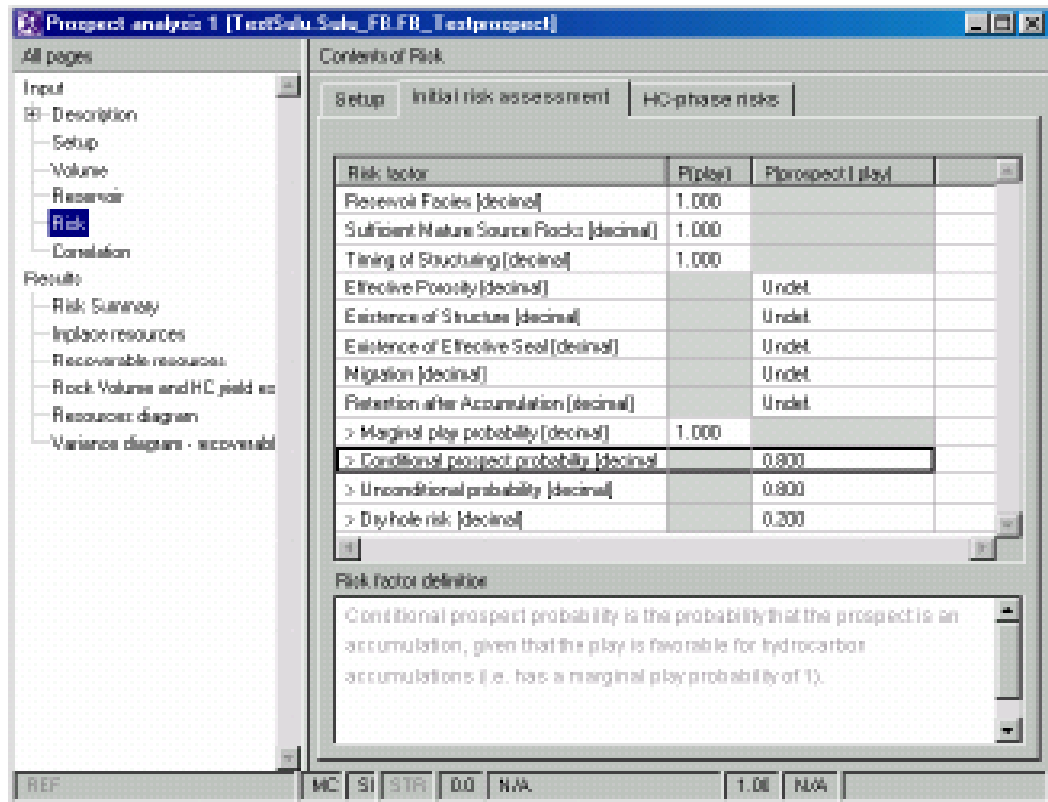 Prospect analysis 1 [TestSulu.Sulu_FB.FB_Testprospect]
All pages
Contents of Risk
Input
Description
Setup
Volume
Reservoir
Risk
Correlation
Results
Risk Summary
Inplace resources
Recoverable resources
Rock Volume and HC yield es
Resources diagram
Variance diagram - recoverabl
Setup Initial risk assessment HC-phase risks
Risk factor P(play) P(prospect | play)
Reservoir Facies [decimal] 1.000
Sufficient Mature Source Rocks [decimal] 1.000
Timing of Structuring [decimal] 1.000
Effective Porosity [decimal] Undef.
Existence of Structure [decimal] Undef.
Existence of Effective Seal [decimal] Undef.
Migration [decimal] Undef.
Retention after Accumulation [decimal] Undef.
> Marginal play probability [decimal] 1.000
> Conditional prospect probability [decimal 0.800
> Unconditional probability [decimal] 0.800
> Dry hole risk [decimal] 0.200
Risk factor definition
Conditional prospect probability is the probability that the prospect is an
accumulation, given that the play is favorable for hydrocarbon
accumulations (i.e. has a marginal play probability of 1).
REF MC SI STR 0.0 N/A 1.00 N/A